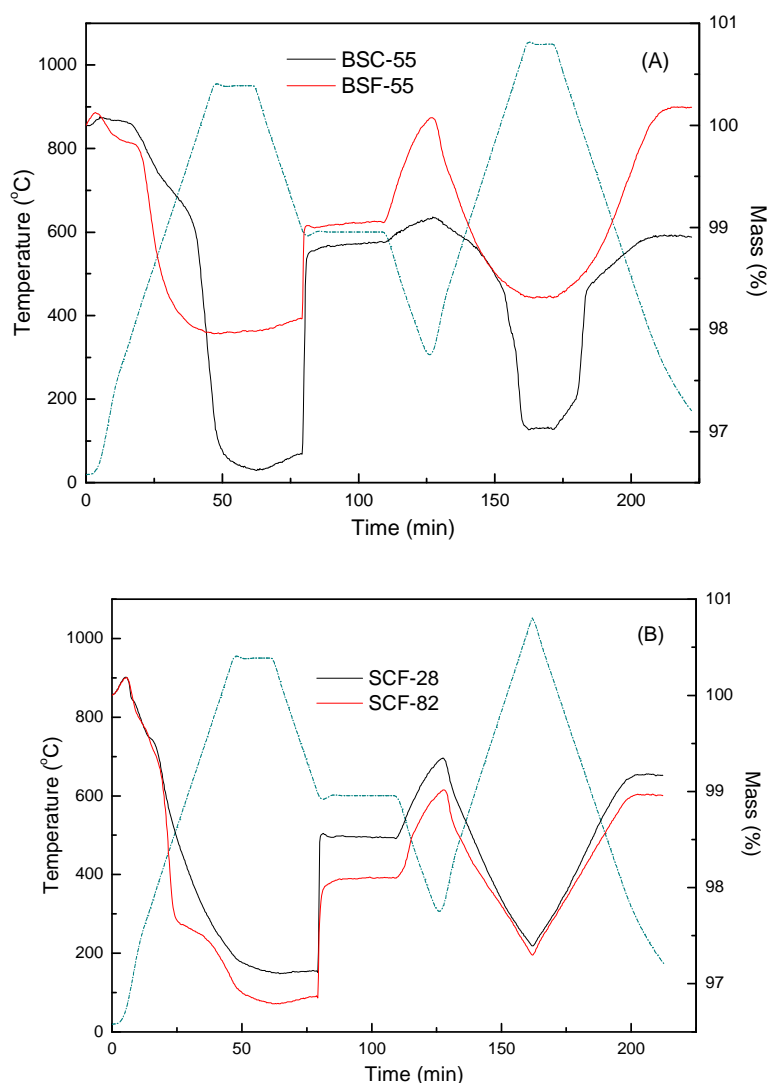 (A)
BSC-55
BSF-55
Temperature (°C)
1000
800
600
400
200
0
101
100
99
98
97
Mass (%)
0 50 100 150 200
Time (min)
(B)
SCF-28
SCF-82
Temperature (°C)
1000
800
600
400
200
0
101
100
99
98
97
Mass (%)
0 50 100 150 200
Time (min)